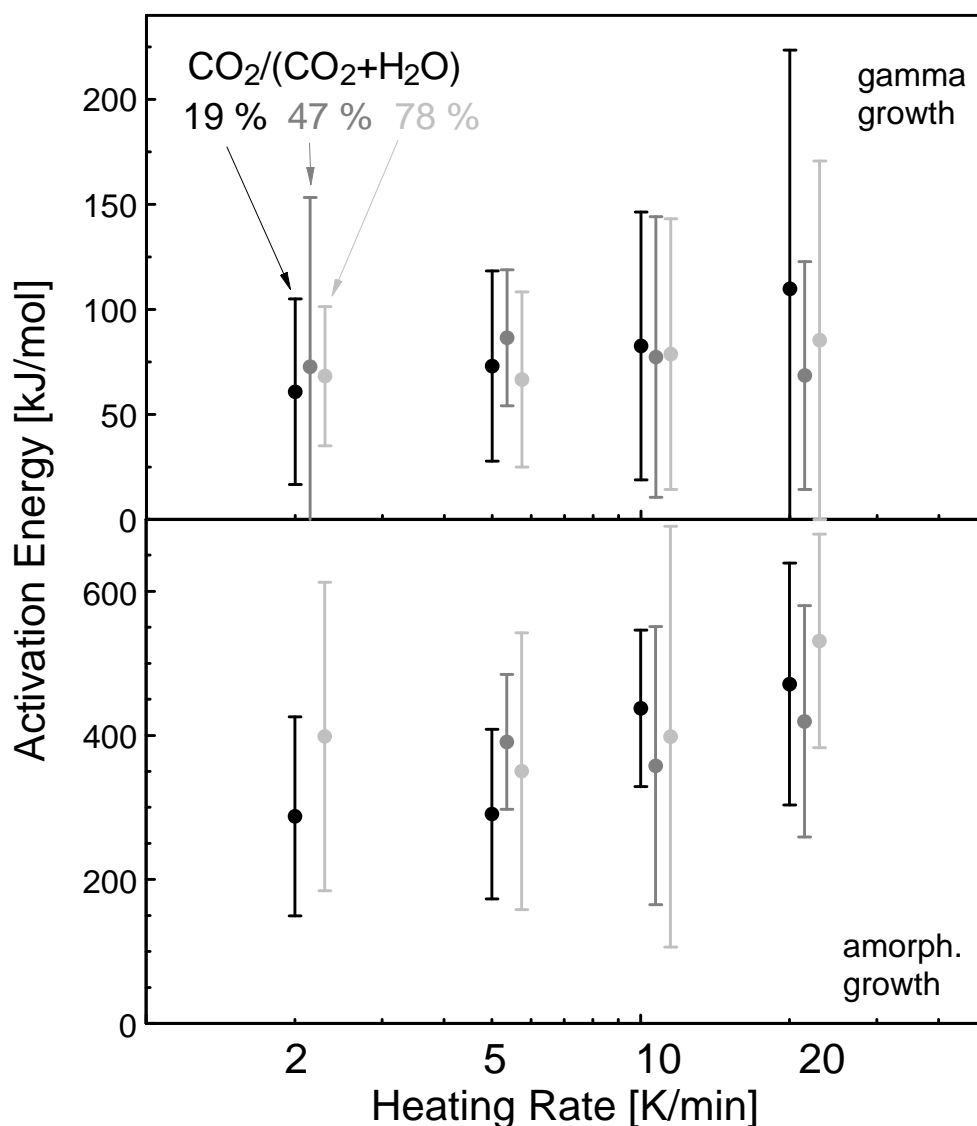 CO₂/(CO₂+H₂O)
19 % 47 % 78 %
gamma
growth
200
150
100
50
0
Activation Energy [kJ/mol]
600
400
200
0
amorph.
growth
2 5 10 20
Heating Rate [K/min]